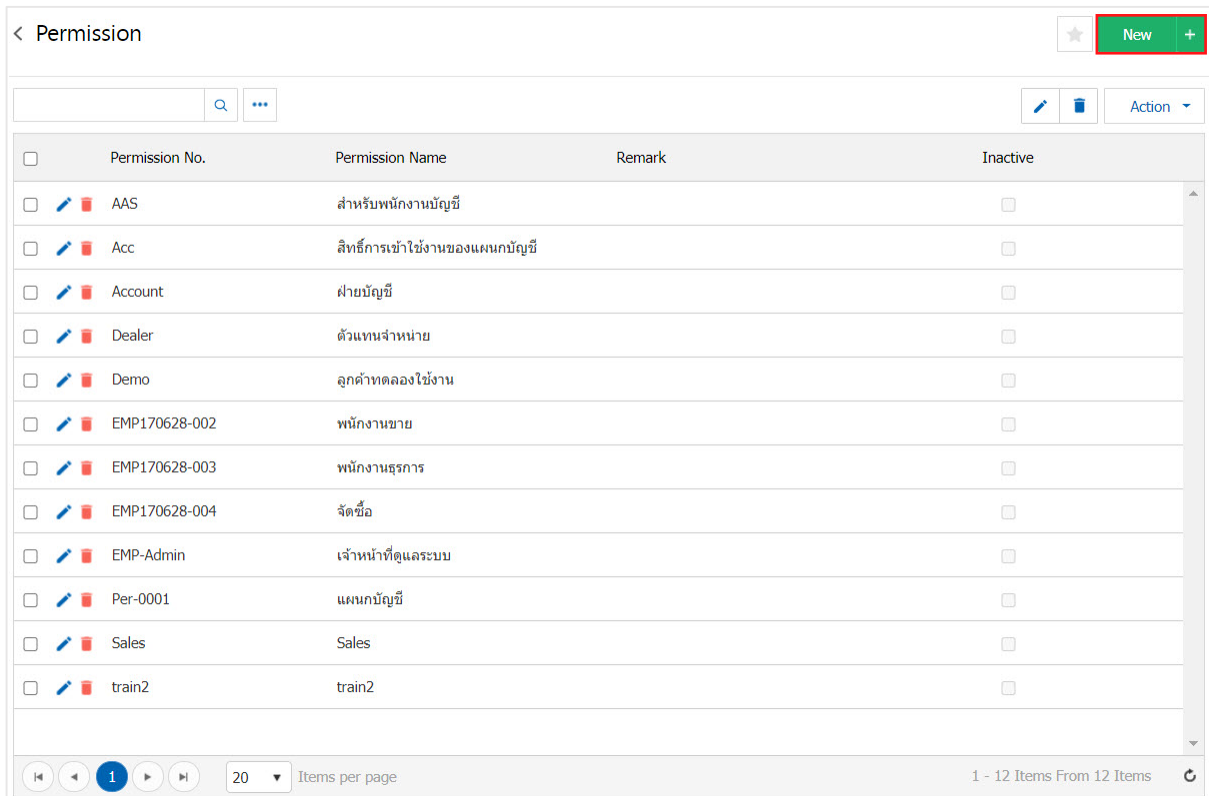 Permission
New +
Action
Permission No. Permission Name Remark Inactive
AAS สำหรับพนักงานบัญชี
Acc สิทธิ์การเข้าใช้งานของแผนกบัญชี
Account ฝ่ายบัญชี
Dealer ตัวแทนจำหน่าย
Demo ลูกค้าทดลองใช้งาน
EMP170628-002 พนักงานขาย
EMP170628-003 พนักงานธุรการ
EMP170628-004 จัดซื้อ
EMP-Admin เจ้าหน้าที่ดูแลระบบ
Per-0001 แผนกบัญชี
Sales Sales
train2 train2
1 20 Items per page 1 - 12 Items From 12 Items